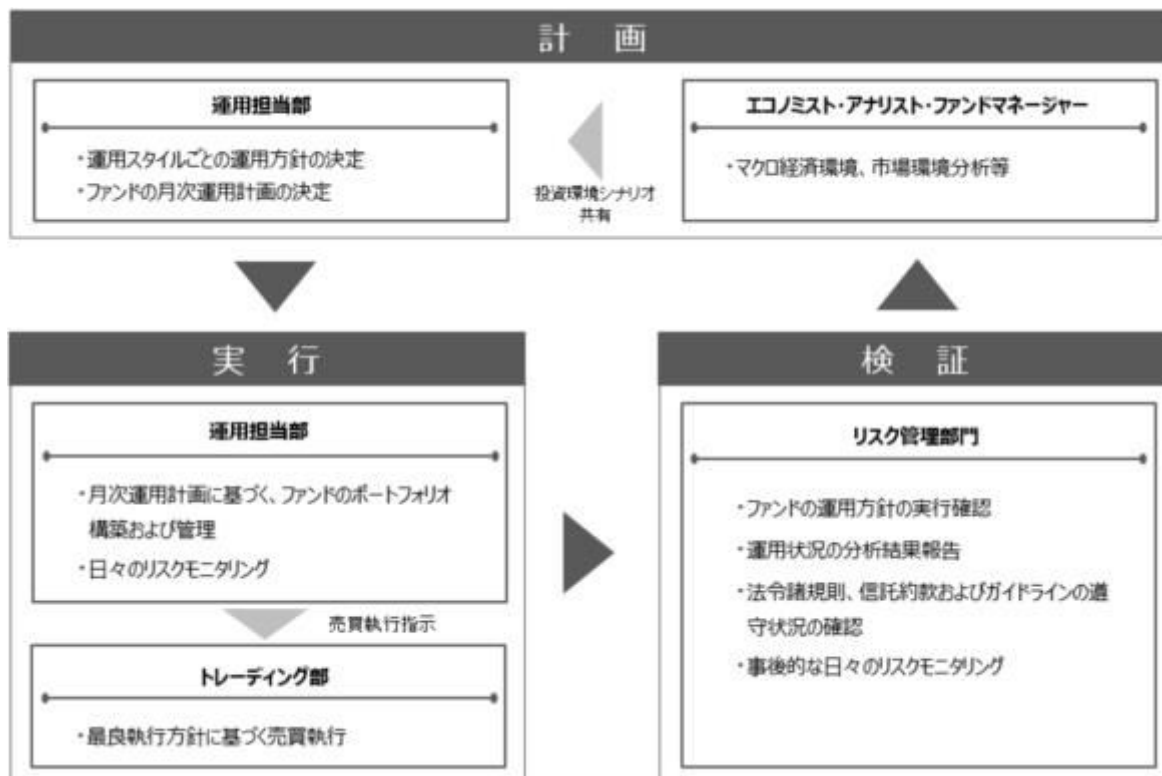 計 画
運用担当部
・運用スタイルごとの運用方針の決定
・ファンドの月次運用計画の決定
投資環境シナリオ
共有
エコノミスト・アナリスト・ファンドマネージャー
・マクロ経済環境、市場環境分析等
実 行
運用担当部
・月次運用計画に基づく、ファンドのポートフォリオ
構築および管理
・日々のリスクモニタリング
売買執行指示
トレーディング部
・最良執行方針に基づく売買執行
検 証
リスク管理部門
・ファンドの運用方針の実行確認
・運用状況の分析結果報告
・法令諸規則、信託約款およびガイドラインの遵
守状況の確認
・事後的な日々のリスクモニタリング